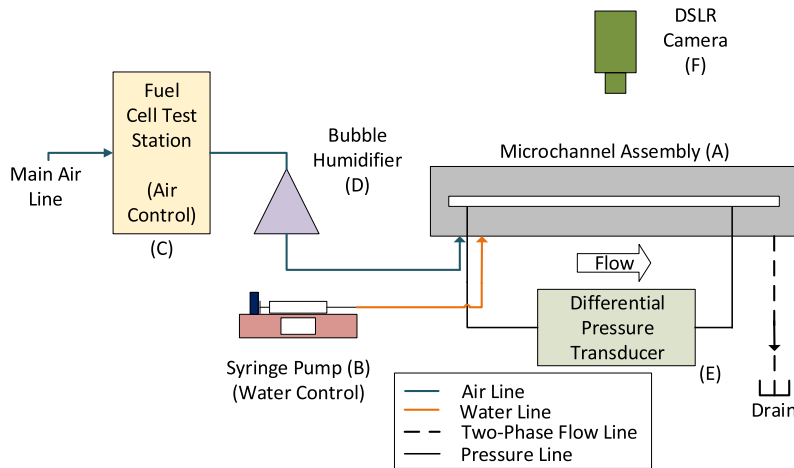 DSLR
Camera
(F)
Fuel
Cell Test
Station
(Air
Control)
(C)
Main Air
Line
Bubble
Humidifier
(D)
Microchannel Assembly (A)
Flow
Differential
Pressure
Transducer
(E)
Syringe Pump (B)
(Water Control)
Drain
Air Line
Water Line
Two-Phase Flow Line
Pressure Line